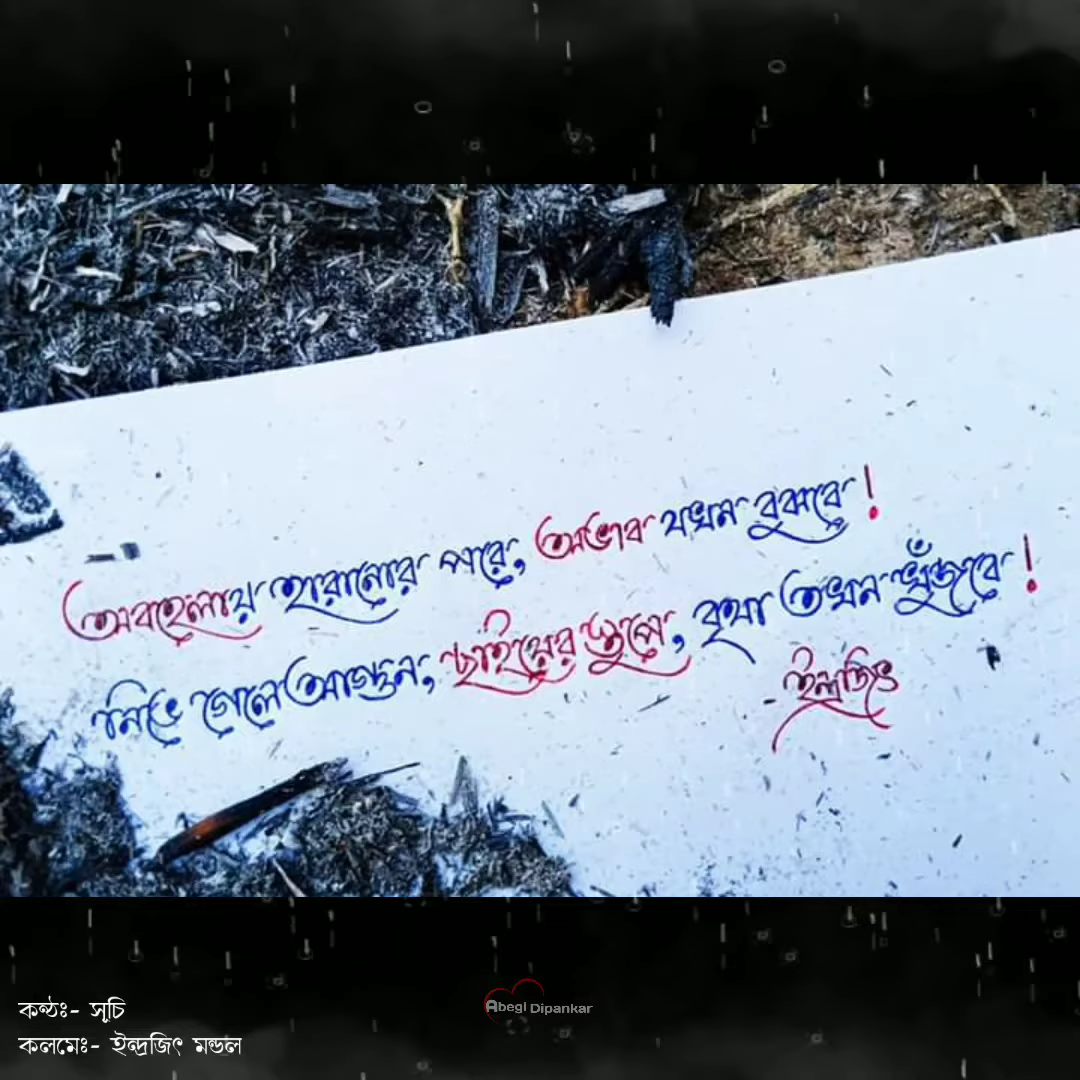 অবহেলায় হারানোর পরে, অভাব যখন বুঝবে !
নিভে গেলে আগুন, ছাইয়ের স্তুপে, বৃথা তখন খুঁজবে !
- ইন্দ্রজিৎ
Abegi Dipankar
কন্ঠঃ- সুচি
কলমেঃ- ইন্দ্রজিৎ মন্ডল